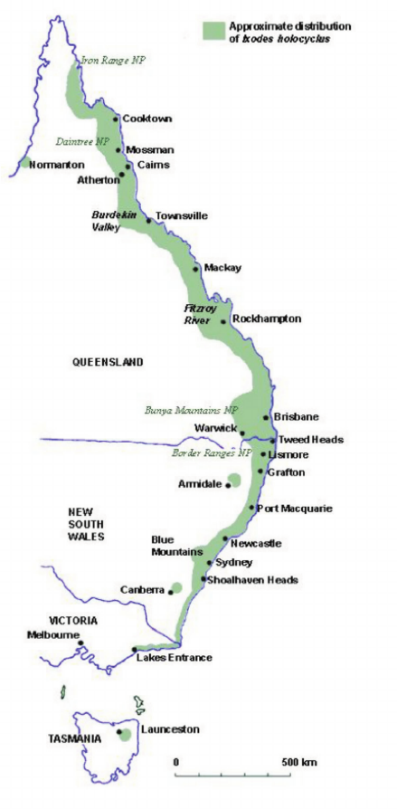 Approximate distribution
of Ixodes holocyclus
Iron Range NP
Cooktown
Daintree NP
Mossman
Normanton
Cairns
Atherton
Burdekin
Valley
Townsville
Mackay
Fitzroy
River
Rockhampton
QUEENSLAND
Bunya Mountains NP
Brisbane
Warwick
Tweed Heads
Border Ranges NP
Lismore
Grafton
Armidale
Port Macquarie
NEW
SOUTH
WALES
Blue
Mountains
Newcastle
Sydney
Shoalhaven Heads
Canberra
VICTORIA
Melbourne
Lakes Entrance
Launceston
TASMANIA
0 500 km